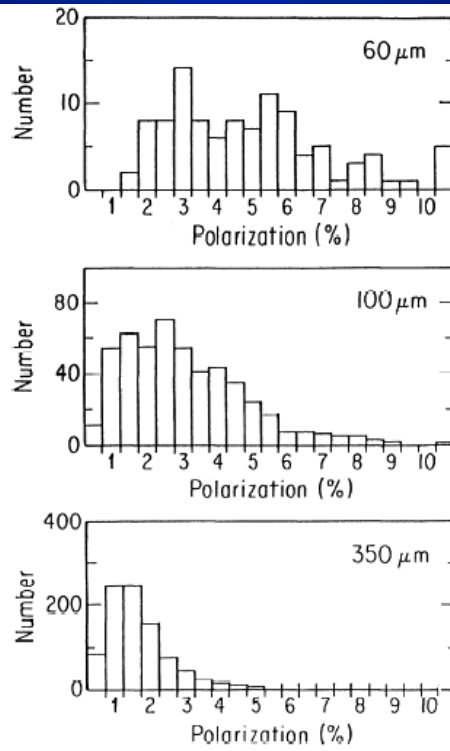 20
60 μm
10
0
Number
1 2 3 4 5 6 7 8 9 10
Polarization (%)
80
100 μm
40
0
Number
1 2 3 4 5 6 7 8 9 10
Polarization (%)
400
350 μm
200
0
Number
1 2 3 4 5 6 7 8 9 10
Polarization (%)